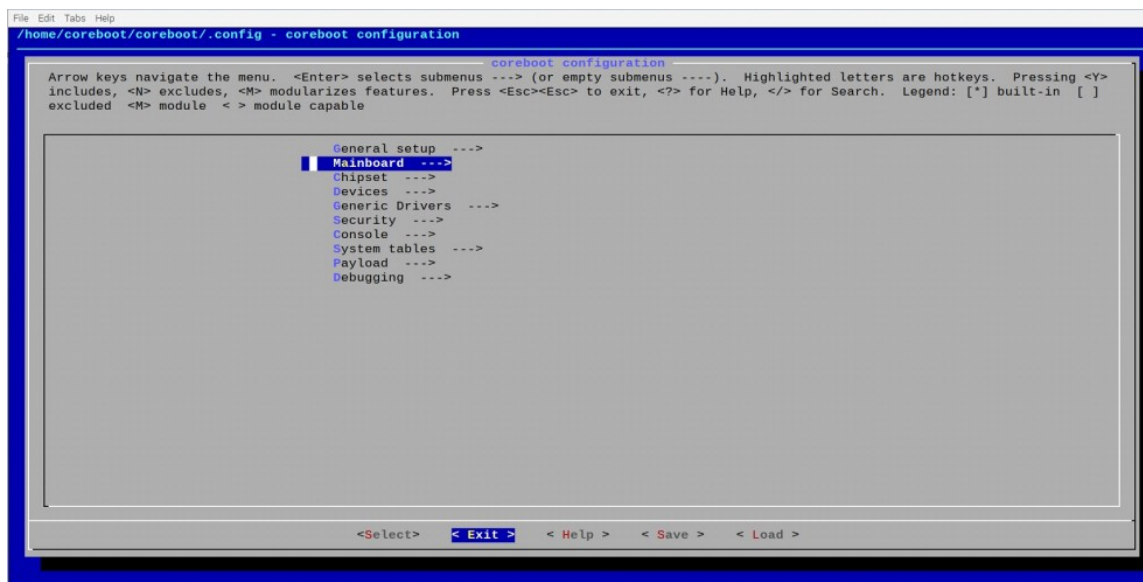 File Edit Tabs Help
/home/coreboot/coreboot/.config - coreboot configuration
coreboot configuration
Arrow keys navigate the menu. <Enter> selects submenus ---> (or empty submenus ----). Highlighted letters are hotkeys. Pressing <Y>
includes, <N> excludes, <M> modularizes features. Press <Esc><Esc> to exit, <?> for Help, </> for Search. Legend: [*] built-in [ ]
excluded <M> module < > module capable
General setup --->
Mainboard --->
Chipset --->
Devices --->
Generic Drivers --->
Security --->
Console --->
System tables --->
Payload --->
Debugging --->
<Select> < Exit > < Help > < Save > < Load >